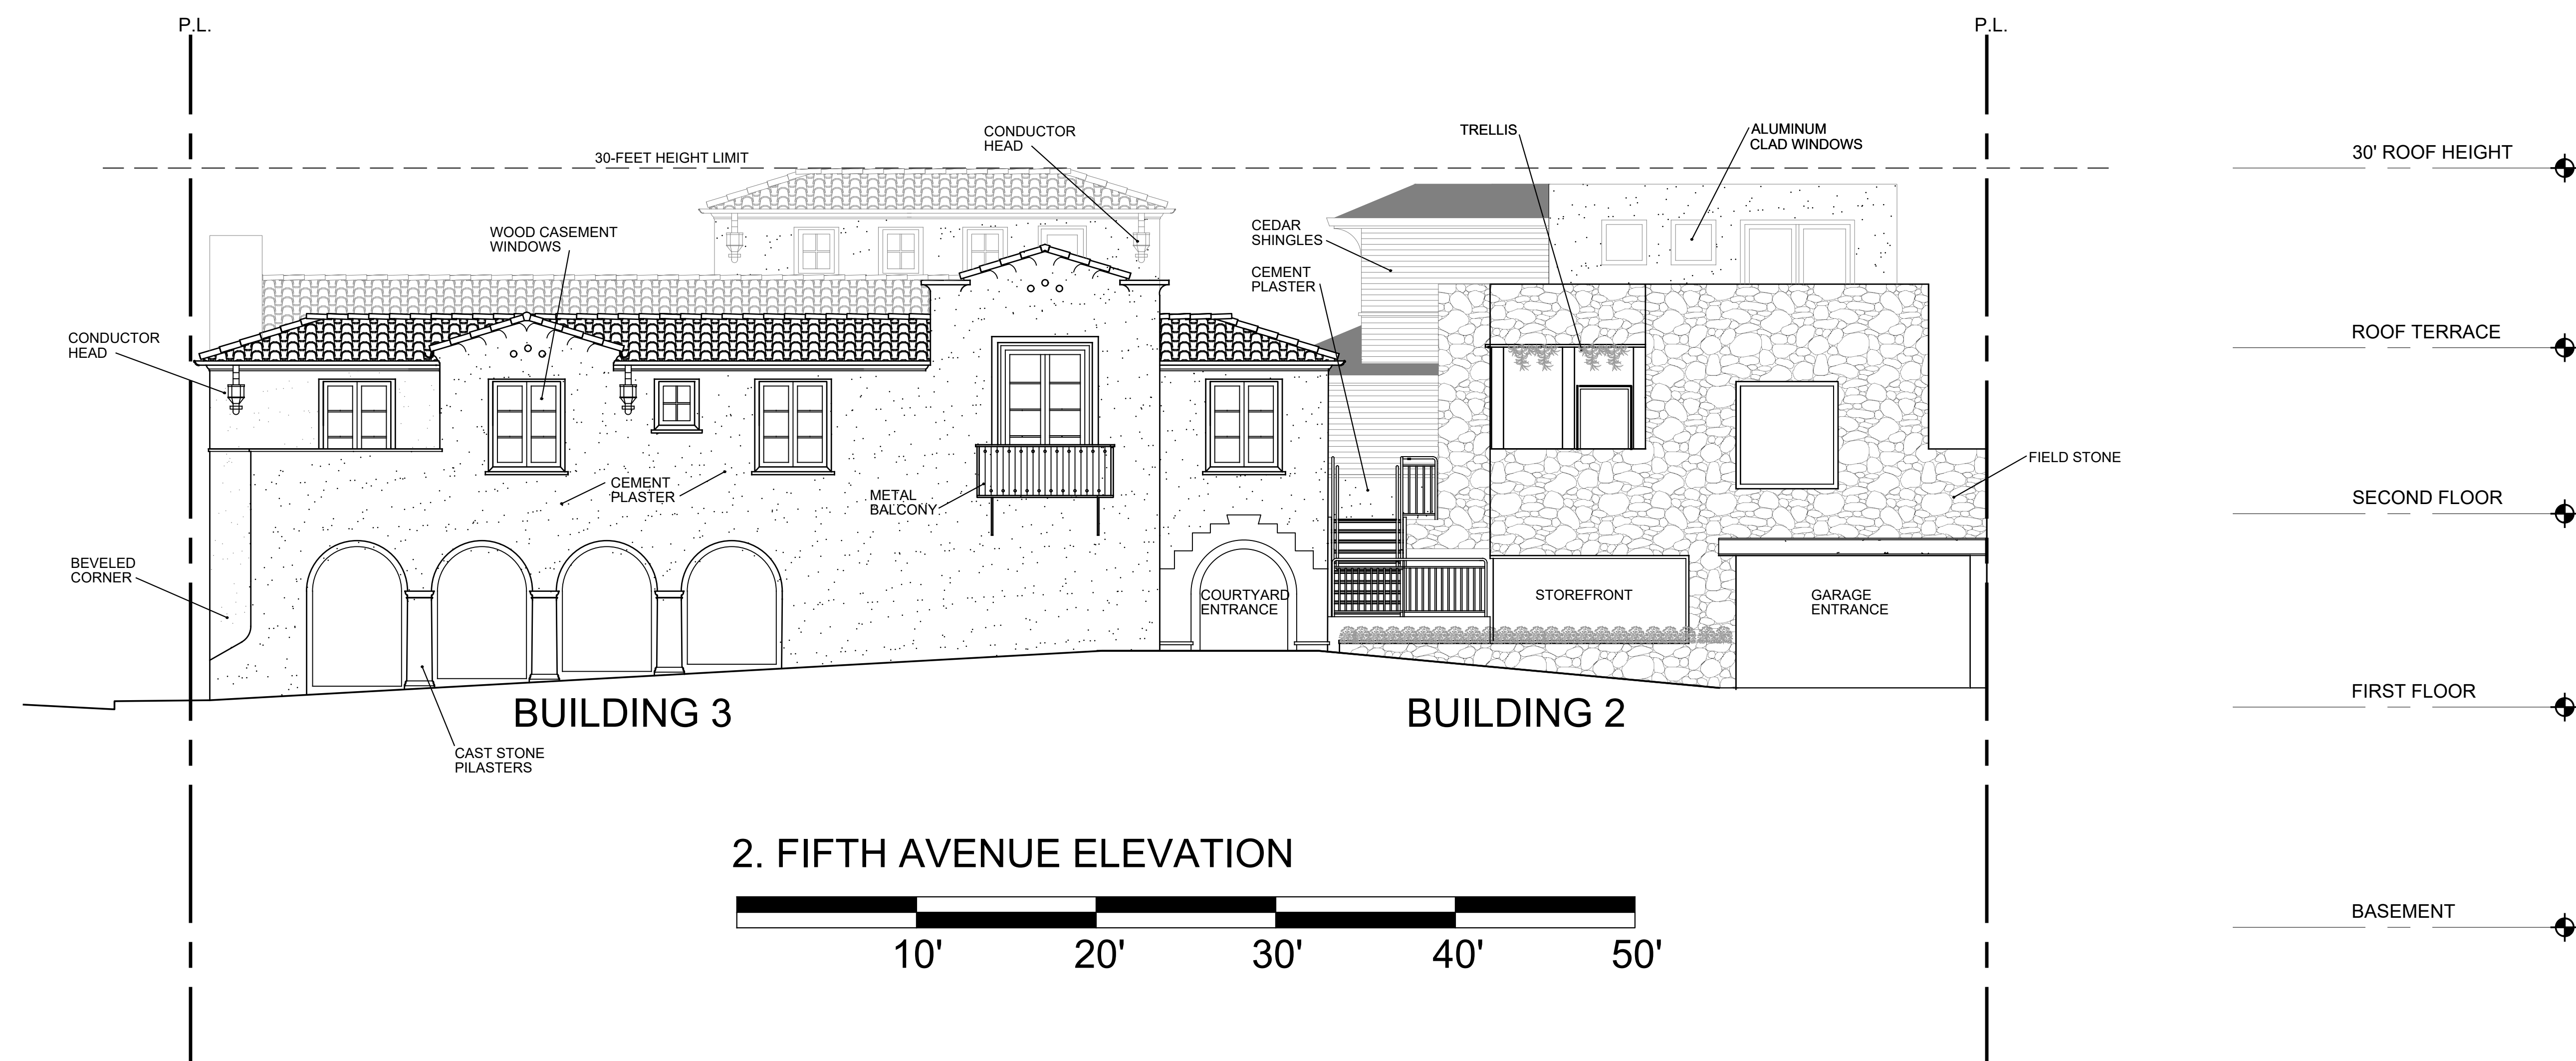 P.L.
P.L.
CONDUCTOR
HEAD
TRELLIS
ALUMINUM
CLAD WINDOWS
30-FEET HEIGHT LIMIT
30' ROOF HEIGHT
WOOD CASEMENT
WINDOWS
CEDAR
SHINGLES
CEMENT
PLASTER
CONDUCTOR
HEAD
ROOF TERRACE
FIELD STONE
CEMENT
PLASTER
METAL
BALCONY
SECOND FLOOR
BEVELED
CORNER
COURTYARD
ENTRANCE
STOREFRONT
GARAGE
ENTRANCE
FIRST FLOOR
BUILDING 3
BUILDING 2
CAST STONE
PILASTERS
2. FIFTH AVENUE ELEVATION
10' 20' 30' 40' 50'
BASEMENT